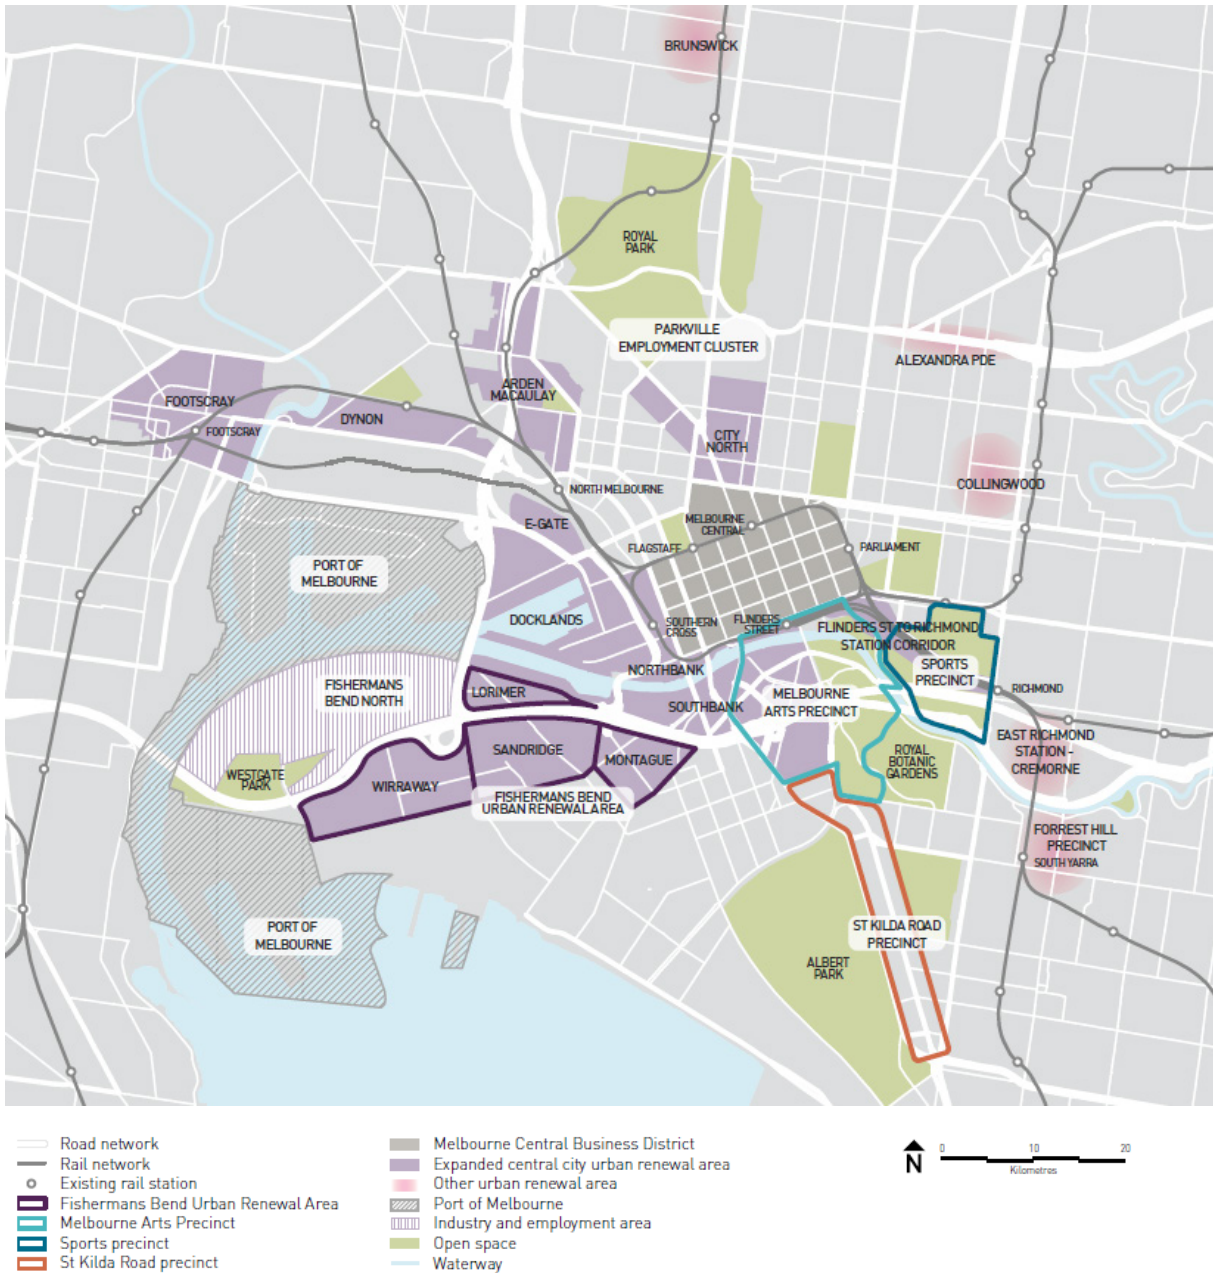 BRUNSWICK
ROYAL
PARK
PARKVILLE
EMPLOYMENT CLUSTER
ALEXANDRA PDE
ARDEN
MACAULAY
FOOTSCRAY
DYNON
FOOTSCRAY
CITY
NORTH
COLLINGWOOD
NORTH MELBOURNE
E-GATE
MELBOURNE
CENTRAL
FLAGSTAFF
PARLIAMENT
PORT OF
MELBOURNE
DOCKLANDS
SOUTHERN
CROSS
FLINDERS
STREET
FLINDERS ST TO RICHMOND
STATION CORRIDOR
SPORTS
PRECINCT
NORTHBANK
RICHMOND
FISHERMANS
BEND NORTH
LORIMER
SOUTHBANK
MELBOURNE
ARTS PRECINCT
EAST RICHMOND
STATION -
CREMORNE
SANDRIDGE
MONTAGUE
ROYAL
BOTANIC
GARDENS
WESTGATE
PARK
WIRRAWAY
FISHERMANS BEND
URBAN RENEWAL AREA
FORREST HILL
PRECINCT
SOUTH YARRA
PORT OF
MELBOURNE
ST KILDA ROAD
PRECINCT
ALBERT
PARK
Road network
Rail network
Existing rail station
Fishermans Bend Urban Renewal Area
Melbourne Arts Precinct
Sports precinct
St Kilda Road precinct
Melbourne Central Business District
Expanded central city urban renewal area
Other urban renewal area
Port of Melbourne
Industry and employment area
Open space
Waterway
N
0 10 20
Kilometres